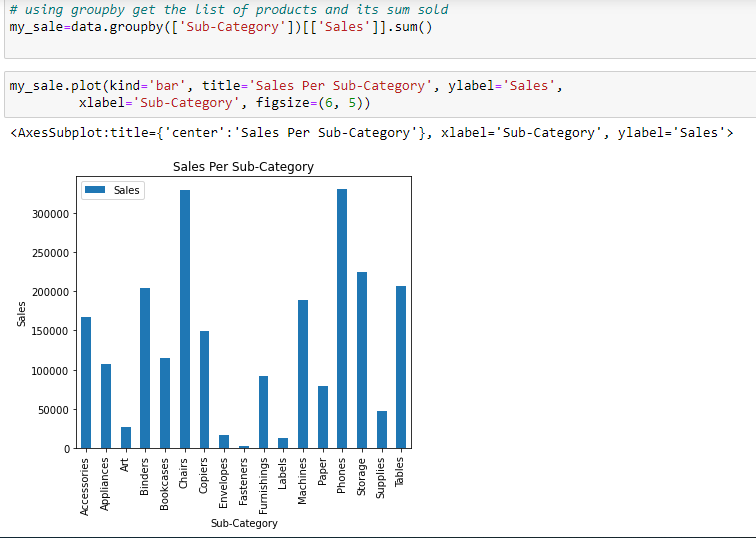 # using groupby get the list of products and its sum sold
my_sale=data.groupby(['Sub-Category'])[['Sales']].sum()
my_sale.plot(kind='bar', title='Sales Per Sub-Category', ylabel='Sales',
xlabel='Sub-Category', figsize=(6, 5))
<AxesSubplot:title={'center':'Sales Per Sub-Category'}, xlabel='Sub-Category', ylabel='Sales'>
Sales Per Sub-Category
Sales
300000
250000
200000
150000
100000
50000
0
Sales
Accessories
Appliances
Art
Binders
Bookcases
Chairs
Copiers
Envelopes
Fasteners
Furnishings
Labels
Machines
Paper
Phones
Storage
Supplies
Tables
Sub-Category